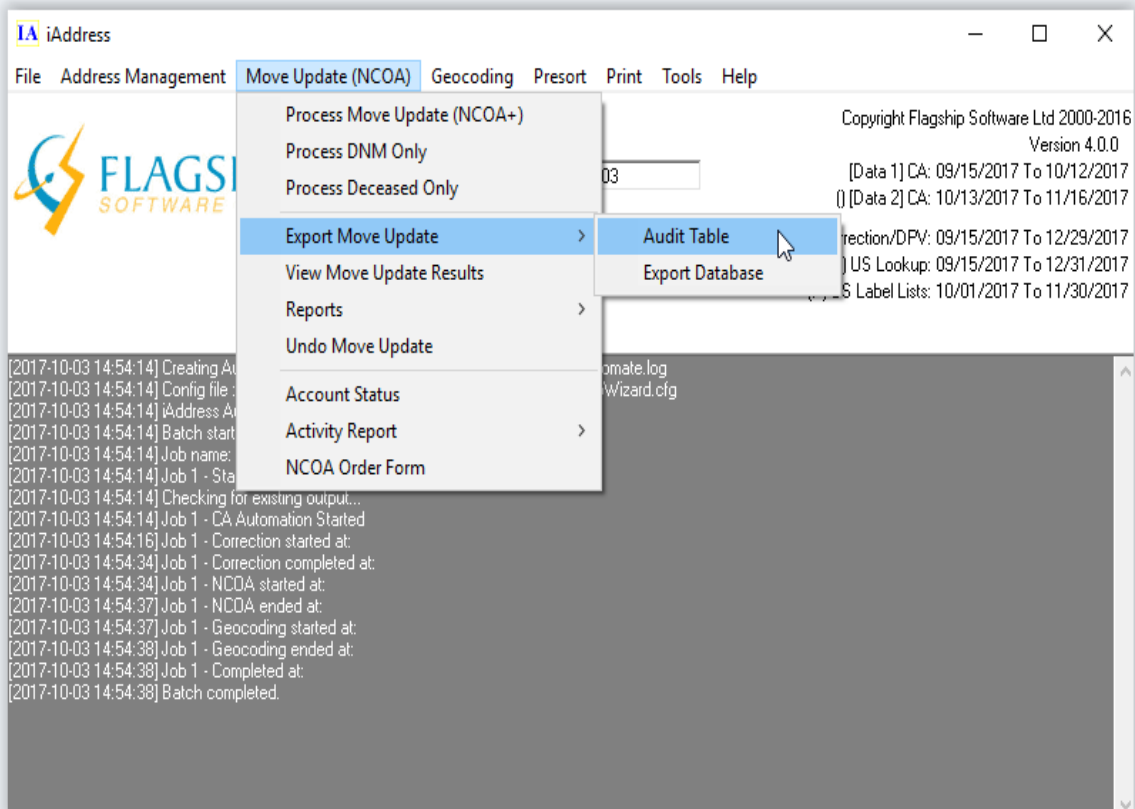 IA iAddress
File Address Management Move Update (NCOA) Geocoding Presort Print Tools Help
Process Move Update (NCOA+)
Process DNM Only
Process Deceased Only
Export Move Update
View Move Update Results
Reports
Undo Move Update
Account Status
Activity Report
NCOA Order Form
Audit Table
Export Database
FLAGS
SOFTWARE
03
Copyright Flagship Software Ltd 2000-2016
Version 4.0.0
[Data 1] CA: 09/15/2017 To 10/12/2017
() [Data 2] CA: 10/13/2017 To 11/16/2017
rection/DPV: 09/15/2017 To 12/29/2017
) US Lookup: 09/15/2017 To 12/31/2017
US Label Lists: 10/01/2017 To 11/30/2017
[2017-10-03 14:54:14] Creating Au omate.log
[2017-10-03 14:54:14] Config file : Wizard.cfg
[2017-10-03 14:54:14] iAddress Au
[2017-10-03 14:54:14] Batch start
[2017-10-03 14:54:14] Job name:
[2017-10-03 14:54:14] Job 1 - Sta
[2017-10-03 14:54:14] Checking for existing output...
[2017-10-03 14:54:14] Job 1 - CA Automation Started
[2017-10-03 14:54:16] Job 1 - Correction started at:
[2017-10-03 14:54:34] Job 1 - Correction completed at:
[2017-10-03 14:54:34] Job 1 - NCOA started at:
[2017-10-03 14:54:37] Job 1 - NCOA ended at:
[2017-10-03 14:54:37] Job 1 - Geocoding started at:
[2017-10-03 14:54:38] Job 1 - Geocoding ended at:
[2017-10-03 14:54:38] Job 1 - Completed at:
[2017-10-03 14:54:38] Batch completed.